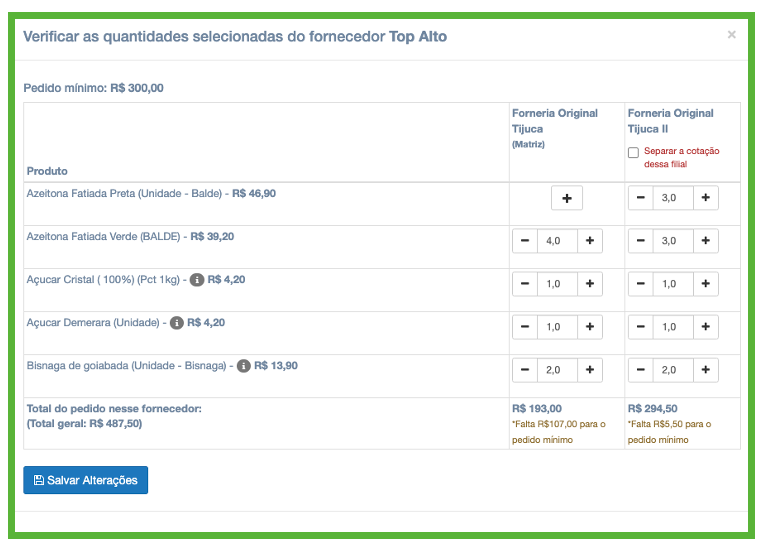 Verificar as quantidades selecionadas do fornecedor Top Alto
×
Pedido mínimo: R$ 300,00
Produto
Forneria Original
Tijuca
(Matriz)
Forneria Original
Tijuca II
Separar a cotação
dessa filial
Azeitona Fatiada Preta (Unidade - Balde) - R$ 46,90
+
− 3,0 +
Azeitona Fatiada Verde (BALDE) - R$ 39,20
− 4,0 +
− 3,0 +
Açucar Cristal ( 100%) (Pct 1kg) - i R$ 4,20
− 1,0 +
− 1,0 +
Açucar Demerara (Unidade) - i R$ 4,20
− 1,0 +
− 1,0 +
Bisnaga de goiabada (Unidade - Bisnaga) - i R$ 13,90
− 2,0 +
− 2,0 +
Total do pedido nesse fornecedor:
(Total geral: R$ 487,50)
R$ 193,00
*Falta R$107,00 para o
pedido mínimo
R$ 294,50
*Falta R$5,50 para o
pedido mínimo
Salvar Alterações